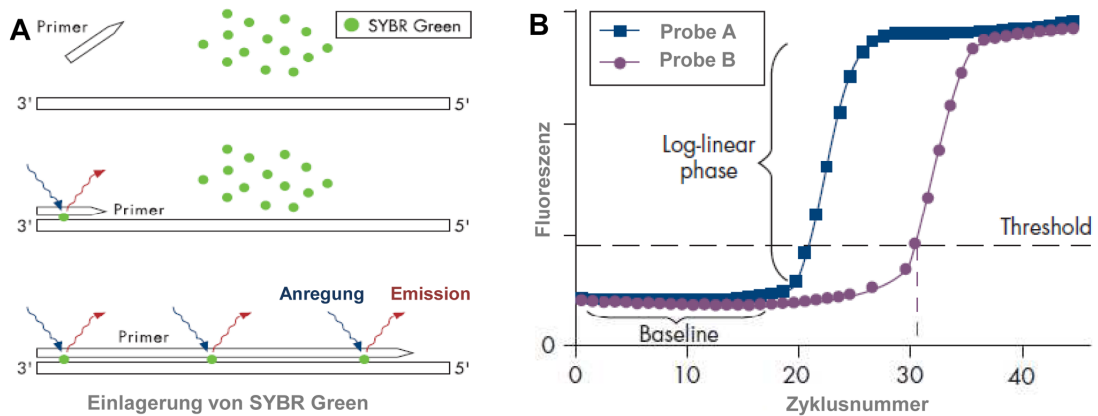 A
Primer
SYBR Green
3'
5'
Primer
3'
5'
Anregung
Emission
Primer
3'
5'
Einlagerung von SYBR Green
B
Probe A
Probe B
Log-linear
phase
Fluoreszenz
Threshold
Baseline
0
0
10
20
30
40
Zyklusnummer